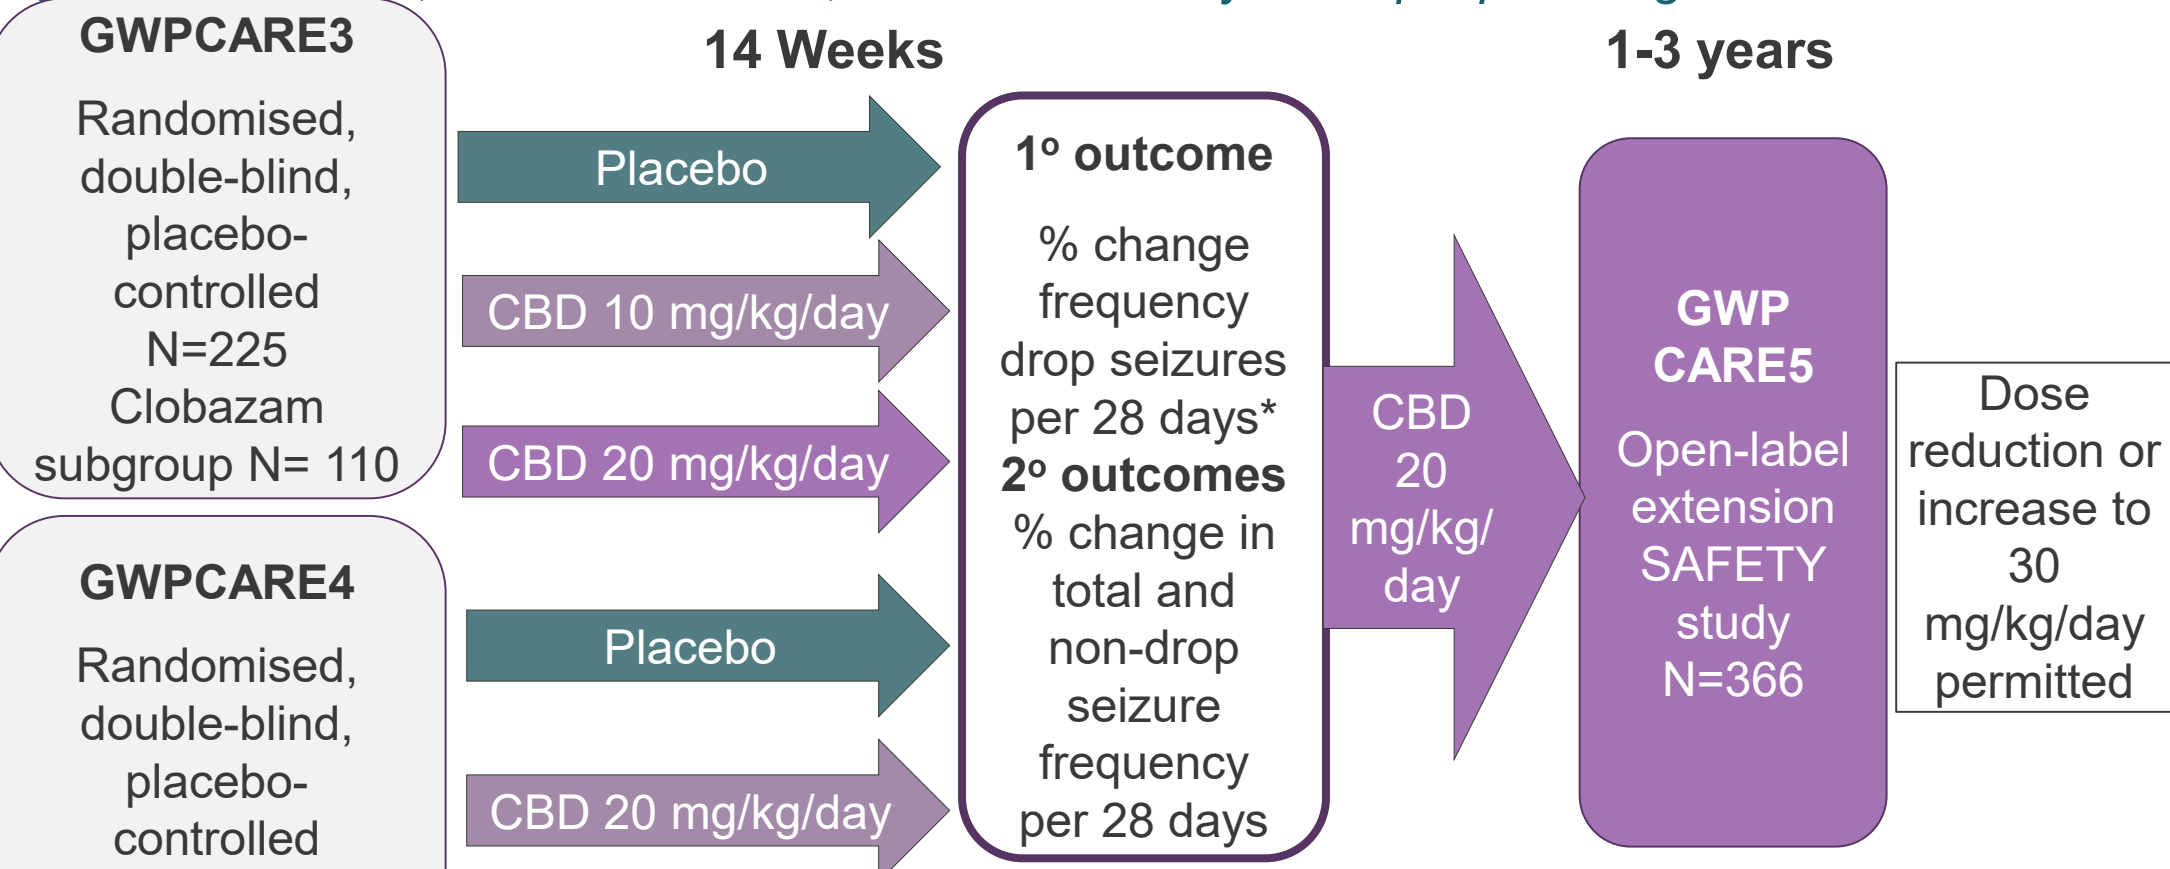 GWPCARE3
Randomised,
double-blind,
placebo-
controlled
N=225
Clobazam
subgroup N= 110
GWPCARE4
Randomised,
double-blind,
placebo-
controlled
14 Weeks
Placebo
CBD 10 mg/kg/day
CBD 20 mg/kg/day
Placebo
CBD 20 mg/kg/day
1º outcome
% change
frequency
drop seizures
per 28 days*
2º outcomes
% change in
total and
non-drop
seizure
frequency
per 28 days
CBD
20
mg/kg/
day
1-3 years
GWP
CARE5
Open-label
extension
SAFETY
study
N=366
Dose
reduction or
increase to
30
mg/kg/day
permitted